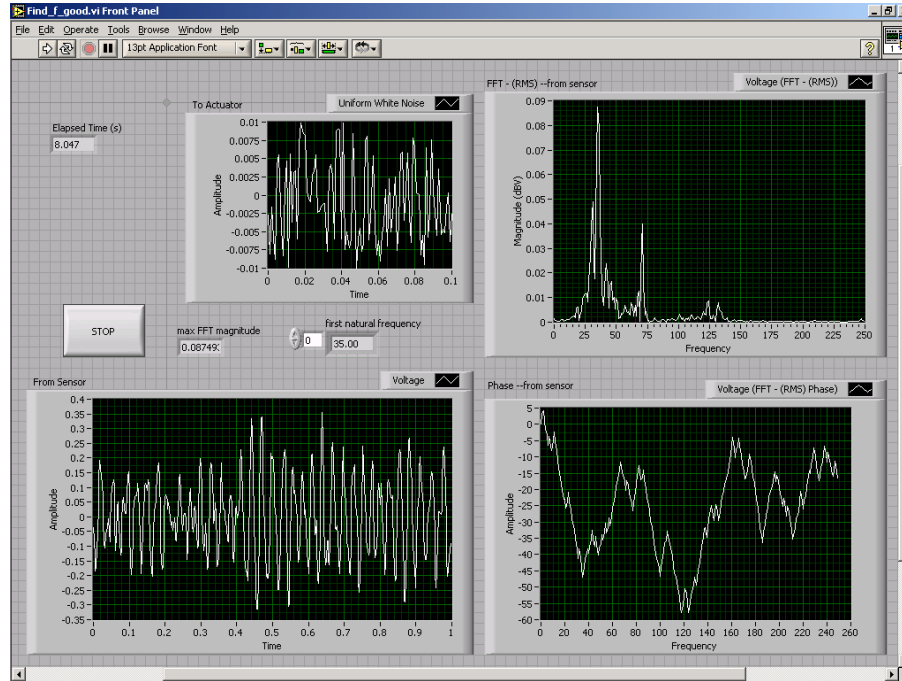 Find_f_good.vi Front Panel
File Edit Operate Tools Browse Window Help
13pt Application Font
?
1
Elapsed Time (s)
8.047
To Actuator
Uniform White Noise
Amplitude
0.01
0.0075
0.005
0.0025
0
-0.0025
-0.005
-0.0075
-0.01
0 0.02 0.04 0.06 0.08 0.1
Time
FFT - (RMS) --from sensor
Voltage (FFT - (RMS))
Magnitude (dBV)
0.09
0.08
0.07
0.06
0.05
0.04
0.03
0.02
0.01
0
0 25 50 75 100 125 150 175 200 225 250
Frequency
STOP
max FFT magnitude
0.08749
first natural frequency
0
35.00
From Sensor
Voltage
Amplitude
0.4
0.35
0.3
0.25
0.2
0.15
0.1
0.05
0
-0.05
-0.1
-0.15
-0.2
-0.25
-0.3
-0.35
0 0.1 0.2 0.3 0.4 0.5 0.6 0.7 0.8 0.9 1
Time
Phase --from sensor
Voltage (FFT - (RMS) Phase)
Amplitude
5
0
-5
-10
-15
-20
-25
-30
-35
-40
-45
-50
-55
-60
0 20 40 60 80 100 120 140 160 180 200 220 240 260
Frequency